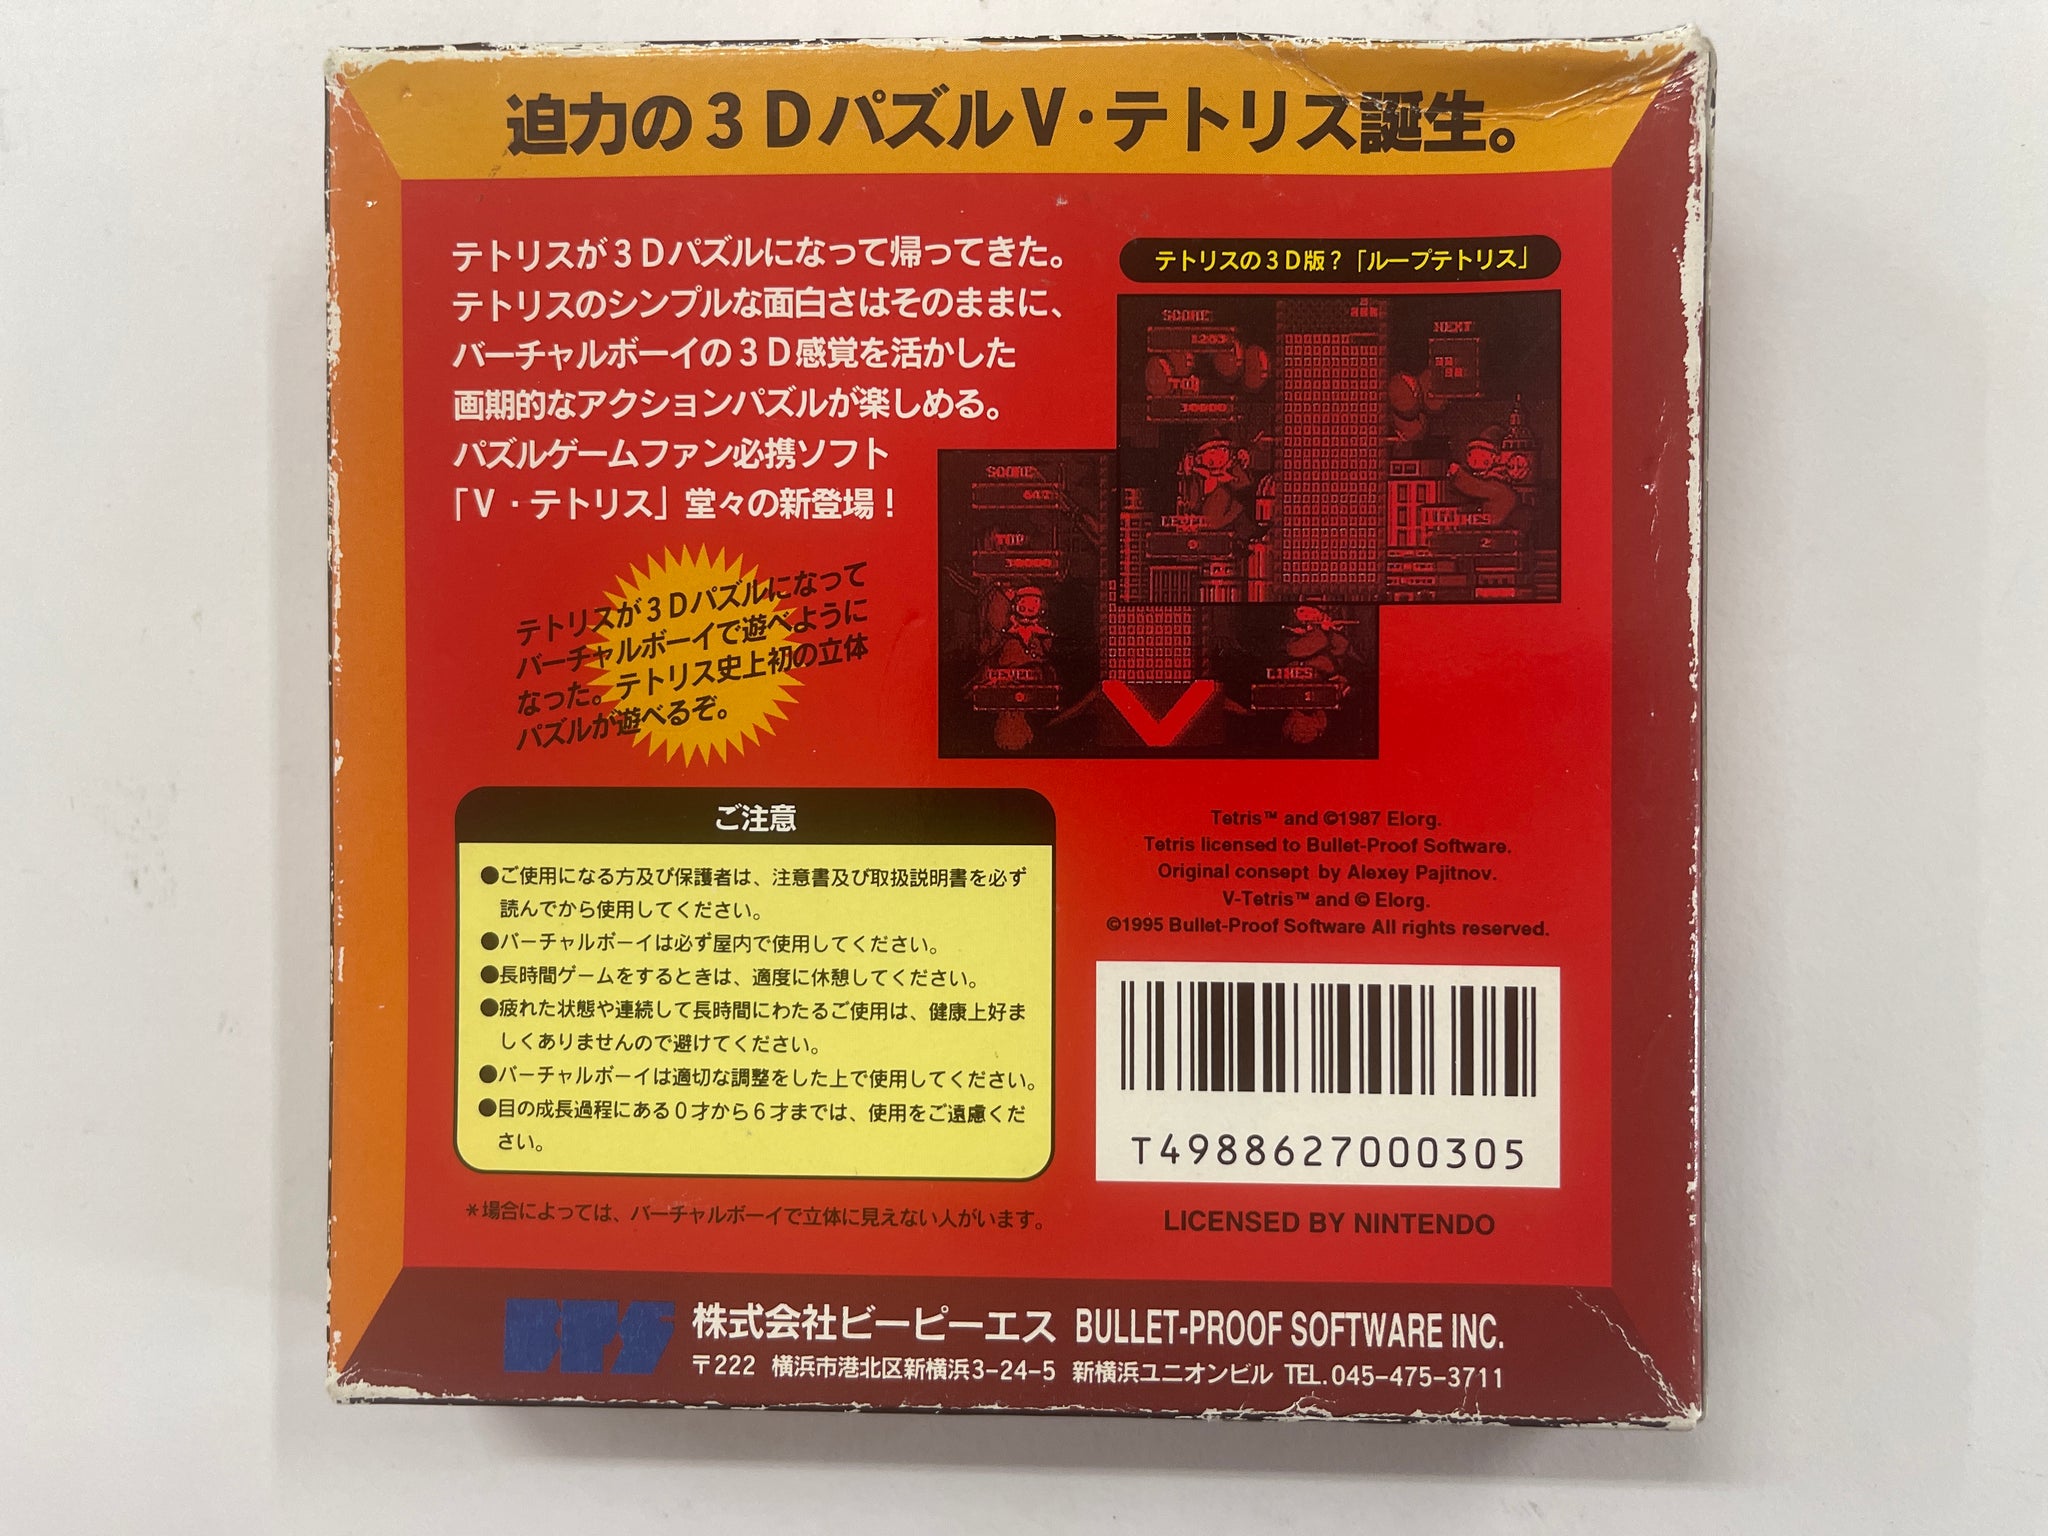 迫力の3DパズルV・テトリス誕生。
テトリスが3Dパズルになって帰ってきた。
テトリスのシンプルな面白さはそのままに、
バーチャルボーイの3D感覚を活かした
画期的なアクションパズルが楽しめる。
パズルゲームファン必携ソフト
「V・テトリス」堂々の新登場！
テトリスの3D版？「ループテトリス」
SCORE
NEXT
1203
TOP
10000
LEVEL
0
2
SCORE
TOP
10000
LEVEL
0
LINES
1
テトリスが3Dパズルになって
バーチャルボーイで遊べように
なった。テトリス史上初の立体
パズルが遊べるぞ。
ご注意
●ご使用になる方及び保護者は、注意書及び取扱説明書を必ず
読んでから使用してください。
●バーチャルボーイは必ず屋内で使用してください。
●長時間ゲームをするときは、適度に休憩してください。
●疲れた状態や連続して長時間にわたるご使用は、健康上好ま
しくありませんので避けてください。
●バーチャルボーイは適切な調整をした上で使用してください。
●目の成長過程にある0才から6才までは、使用をご遠慮くだ
さい。
＊場合によっては、バーチャルボーイで立体に見えない人がいます。
Tetris™ and ©1987 Elorg.
Tetris licensed to Bullet-Proof Software.
Original consept by Alexey Pajitnov.
V-Tetris™ and © Elorg.
©1995 Bullet-Proof Software All rights reserved.
T4988627000305
LICENSED BY NINTENDO
BPS 株式会社ビーピーエス BULLET-PROOF SOFTWARE INC.
〒222 横浜市港北区新横浜3-24-5 新横浜ユニオンビル TEL.045-475-3711